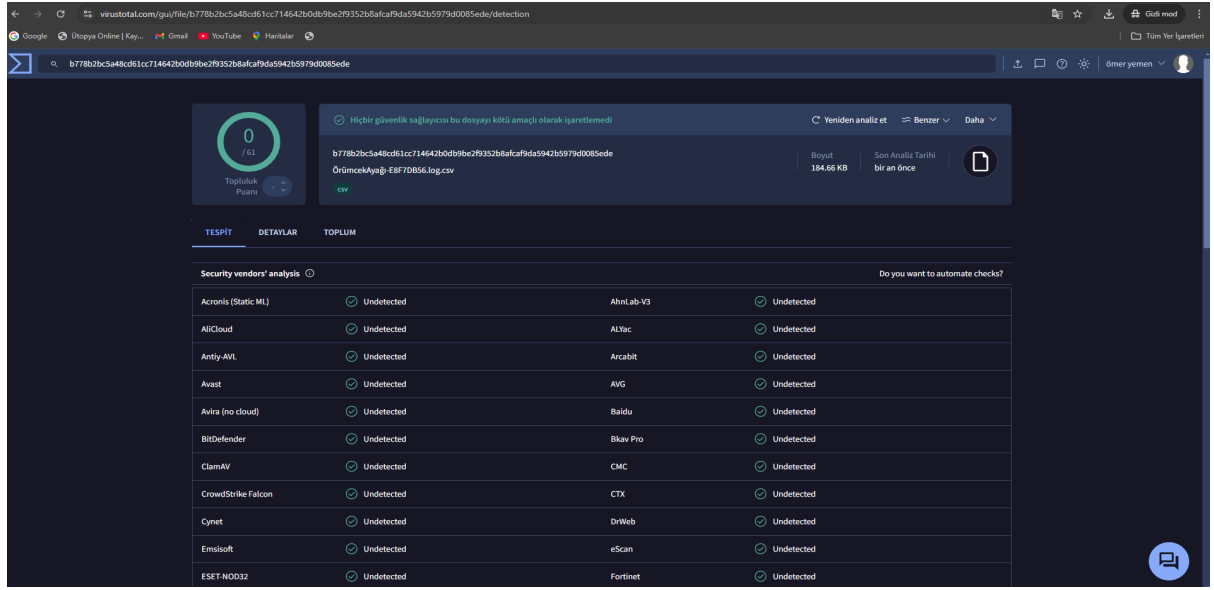 virustotal.com/gui/file/b778b2bc5a48cd61cc714642b0db9be2f9352b8afcaf9da5942b5979d0085ede/detection
Gizli mod
Google Ütopya Online | Kay... Gmail YouTube Haritalar
Tüm Yer İşaretleri
b778b2bc5a48cd61cc714642b0db9be2f9352b8afcaf9da5942b5979d0085ede
ömer yemen
0
/ 61
Topluluk
Puanı
-
Hiçbir güvenlik sağlayıcısı bu dosyayı kötü amaçlı olarak işaretlemedi
Yeniden analiz et Benzer Daha
b778b2bc5a48cd61cc714642b0db9be2f9352b8afcaf9da5942b5979d0085ede
ÖrümcekAyağı-E8F7DB56.log.csv
csv
Boyut
184.66 KB
Son Analiz Tarihi
bir an önce
TESPİT DETAYLAR TOPLUM
Security vendors' analysis Do you want to automate checks?
Acronis (Static ML) Undetected AhnLab-V3 Undetected
AliCloud Undetected ALYac Undetected
Antiy-AVL Undetected Arcabit Undetected
Avast Undetected AVG Undetected
Avira (no cloud) Undetected Baidu Undetected
BitDefender Undetected Bkav Pro Undetected
ClamAV Undetected CMC Undetected
CrowdStrike Falcon Undetected CTX Undetected
Cynet Undetected DrWeb Undetected
Emsisoft Undetected eScan Undetected
ESET-NOD32 Undetected Fortinet Undetected